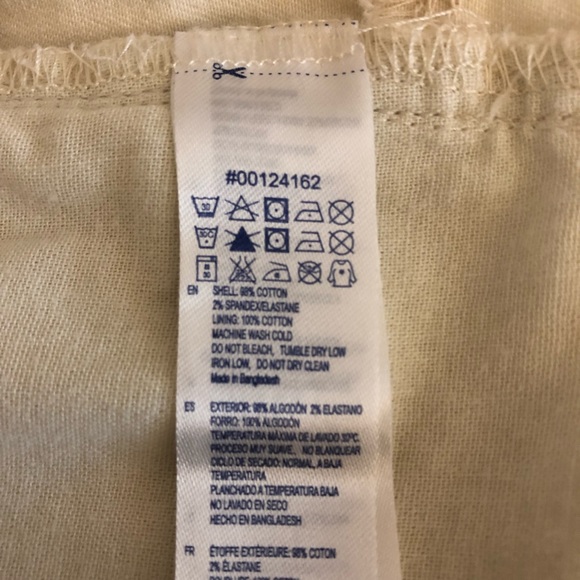 #00124162
30
30
30
EN SHELL: 98% COTTON
2% SPANDEX/ELASTANE
LINING: 100% COTTON
MACHINE WASH COLD
DO NOT BLEACH, TUMBLE DRY LOW
IRON LOW, DO NOT DRY CLEAN
Made in Bangladesh
ES EXTERIOR: 98% ALGODÓN 2% ELASTANO
FORRO: 100% ALGODÓN
TEMPERATURA MÁXIMA DE LAVADO 30ºC.
PROCESO MUY SUAVE, NO BLANQUEAR
CICLO DE SECADO: NORMAL, A BAJA
TEMPERATURA
PLANCHADO A TEMPERATURA BAJA
NO LAVADO EN SECO
HECHO EN BANGLADESH
FR ÉTOFFE EXTÉRIEURE: 98% COTON
2% ÉLASTANE